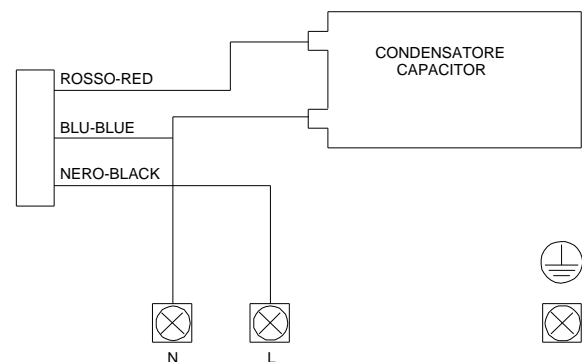 CONDENSATORE
CAPACITOR
ROSSO-RED
BLU-BLUE
NERO-BLACK
N L